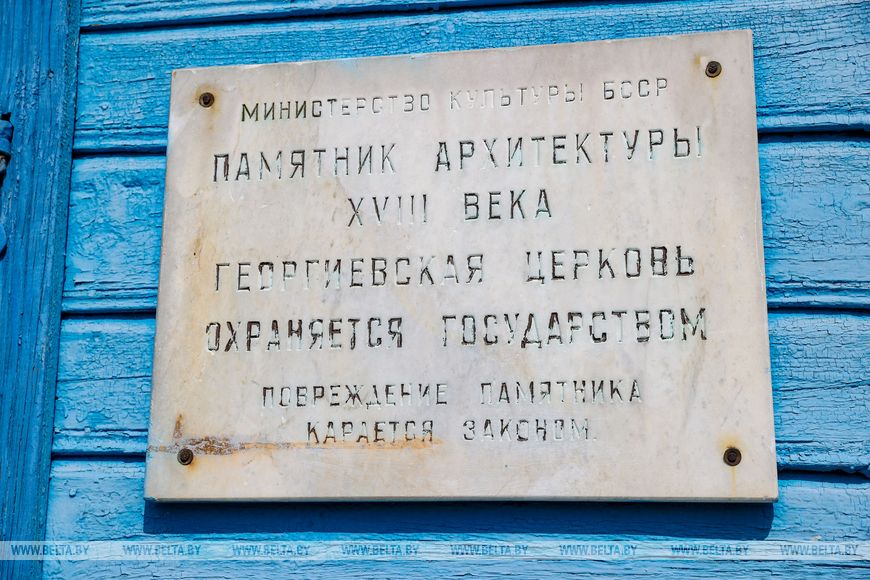 МИНИСТЕРСТВО КУЛЬТУРЫ БССР
ПАМЯТНИК АРХИТЕКТУРЫ
XVIII ВЕКА
ГЕОРГИЕВСКАЯ ЦЕРКОВЬ
ОХРАНЯЕТСЯ ГОСУДАРСТВОМ
ПОВРЕЖДЕНИЕ ПАМЯТНИКА
КАРАЕТСЯ ЗАКОНОМ.
WWW.BELTA.BY WWW.BELTA.BY WWW.BELTA.BY WWW.BELTA.BY WWW.BELTA.BY WWW.BELTA.BY WWW.BELTA.BY WWW.BELTA.BY